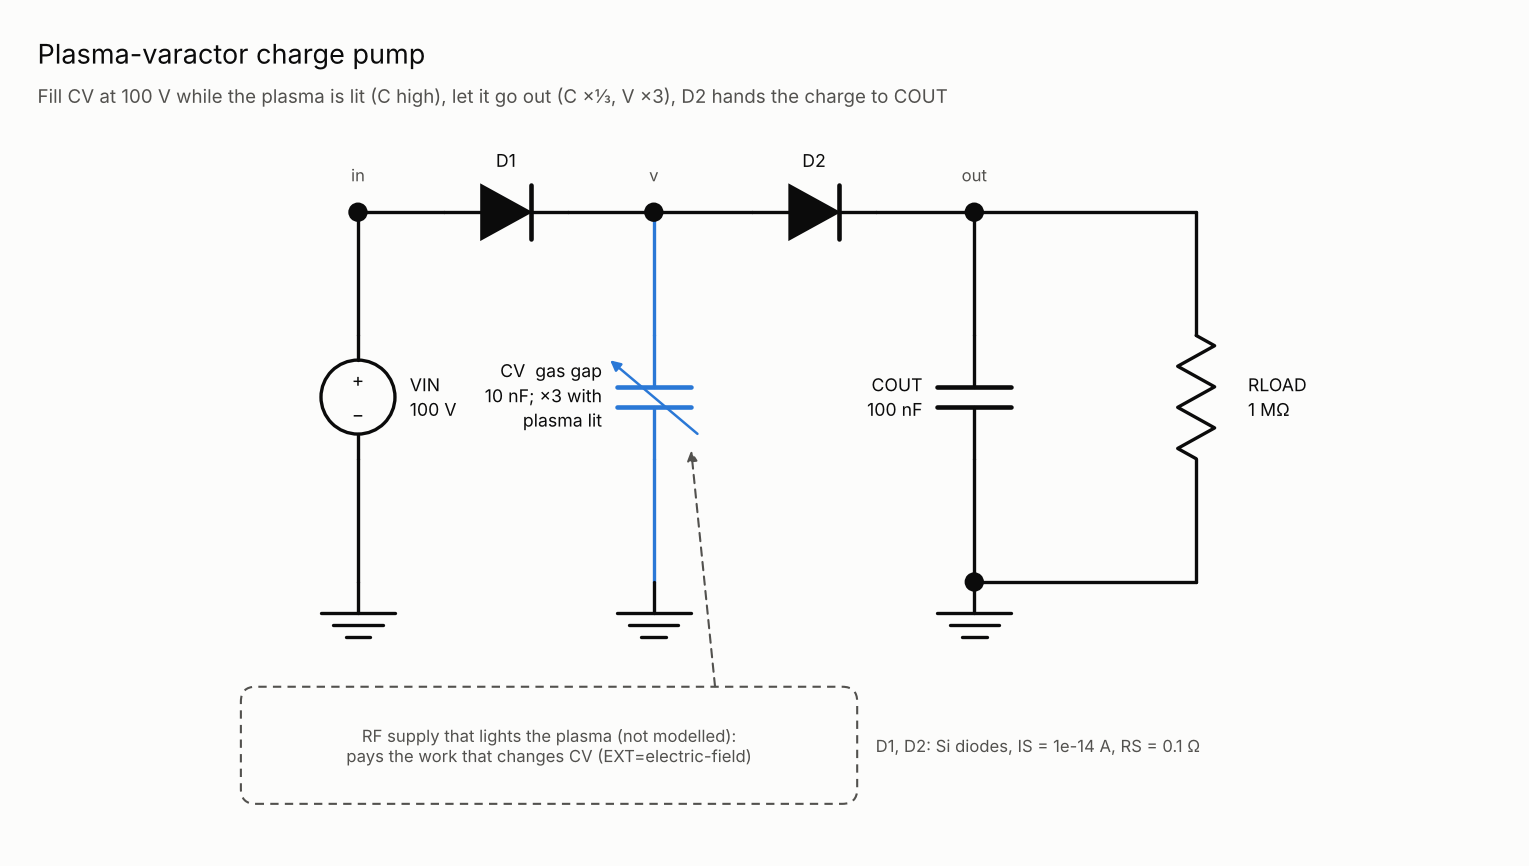 Plasma-varactor charge pump
Fill CV at 100 V while the plasma is lit (C high), let it go out (C ×⅓, V ×3), D2 hands the charge to COUT
D1
D2
in
v
out
+
−
VIN
100 V
CV gas gap
10 nF; ×3 with
plasma lit
COUT
100 nF
RLOAD
1 MΩ
RF supply that lights the plasma (not modelled):
pays the work that changes CV (EXT=electric-field)
D1, D2: Si diodes, IS = 1e-14 A, RS = 0.1 Ω